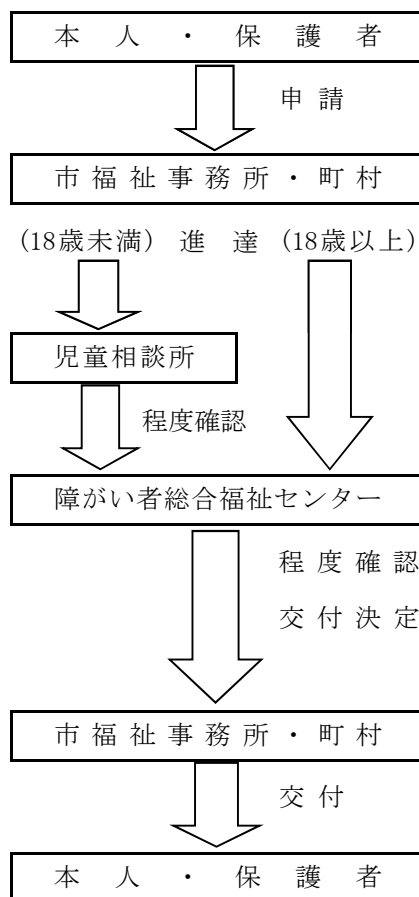 本人・保護者
申請
市福祉事務所・町村
(18歳未満) 進達 (18歳以上)
児童相談所
程度確認
障がい者総合福祉センター
程度確認
交付決定
市福祉事務所・町村
交付
本人・保護者